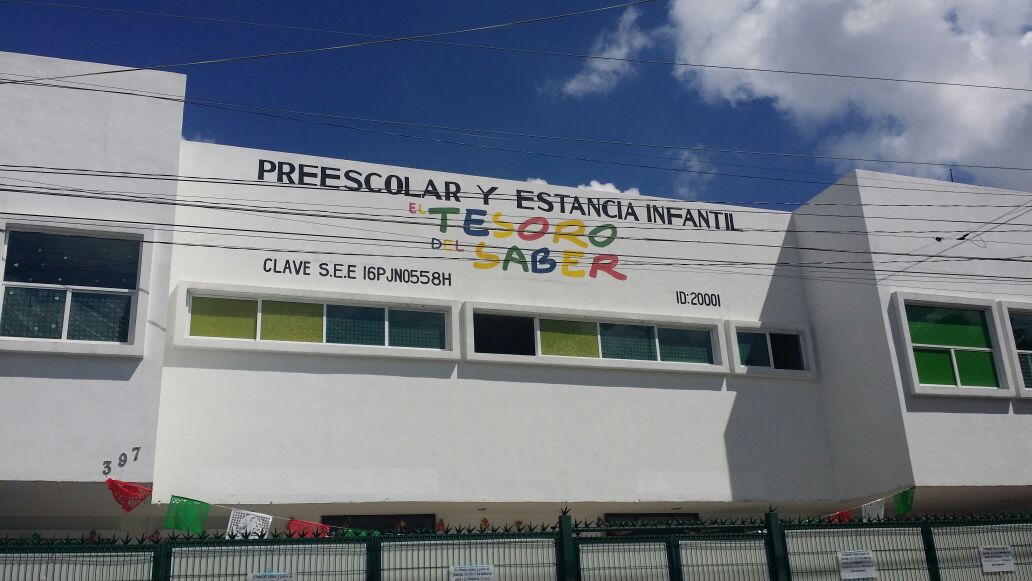 PREESCOLAR Y ESTANCIA INFANTIL
EL TESORO
DEL SABER
CLAVE S.E.E 16PJN0558H
ID:20001
397